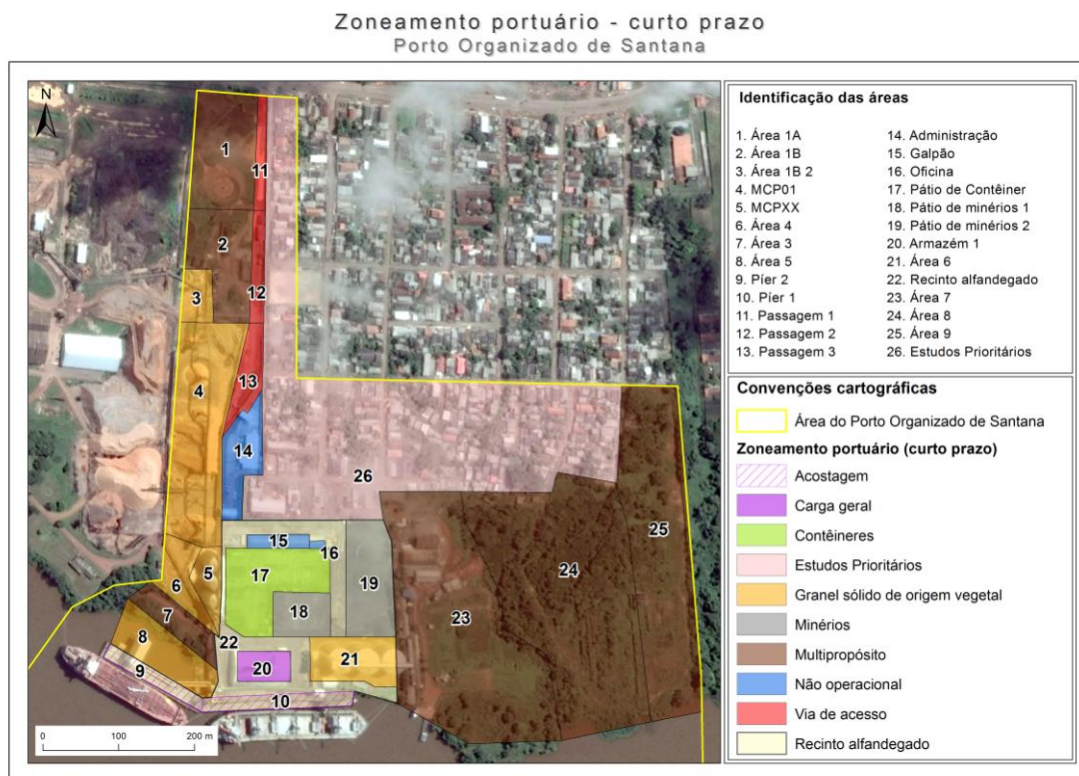 Zoneamento portuário - curto prazo
Porto Organizado de Santana
N
1
2
3
4
5
6
7
8
9
10
11
12
13
14
15
16
17
18
19
20
21
22
23
24
25
26
0 100 200 m
Identificação das áreas
1. Área 1A
2. Área 1B
3. Área 1B 2
4. MCP01
5. MCPXX
6. Área 4
7. Área 3
8. Área 5
9. Píer 2
10. Píer 1
11. Passagem 1
12. Passagem 2
13. Passagem 3
14. Administração
15. Galpão
16. Oficina
17. Pátio de Contêiner
18. Pátio de minérios 1
19. Pátio de minérios 2
20. Armazém 1
21. Área 6
22. Recinto alfandegado
23. Área 7
24. Área 8
25. Área 9
26. Estudos Prioritários
Convenções cartográficas
Área do Porto Organizado de Santana
Zoneamento portuário (curto prazo)
Acostagem
Carga geral
Contêineres
Estudos Prioritários
Granel sólido de origem vegetal
Minérios
Multipropósito
Não operacional
Via de acesso
Recinto alfandegado